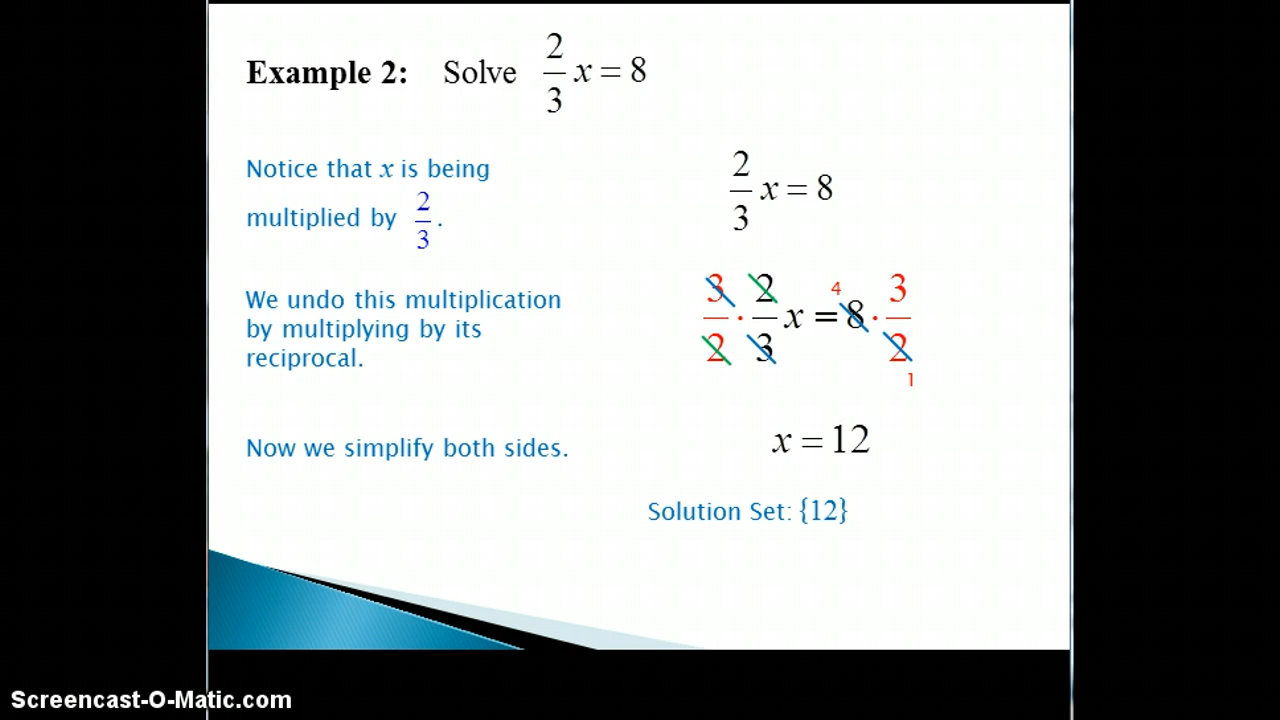 Example 2: Solve 2/3 x = 8
Notice that x is being
multiplied by 2/3 .
2/3 x = 8
We undo this multiplication
by multiplying by its
reciprocal.
3/2 · 2/3 x = 8 · 3/2
4
1
Now we simplify both sides.
x = 12
Solution Set: {12}
Screencast-O-Matic.com